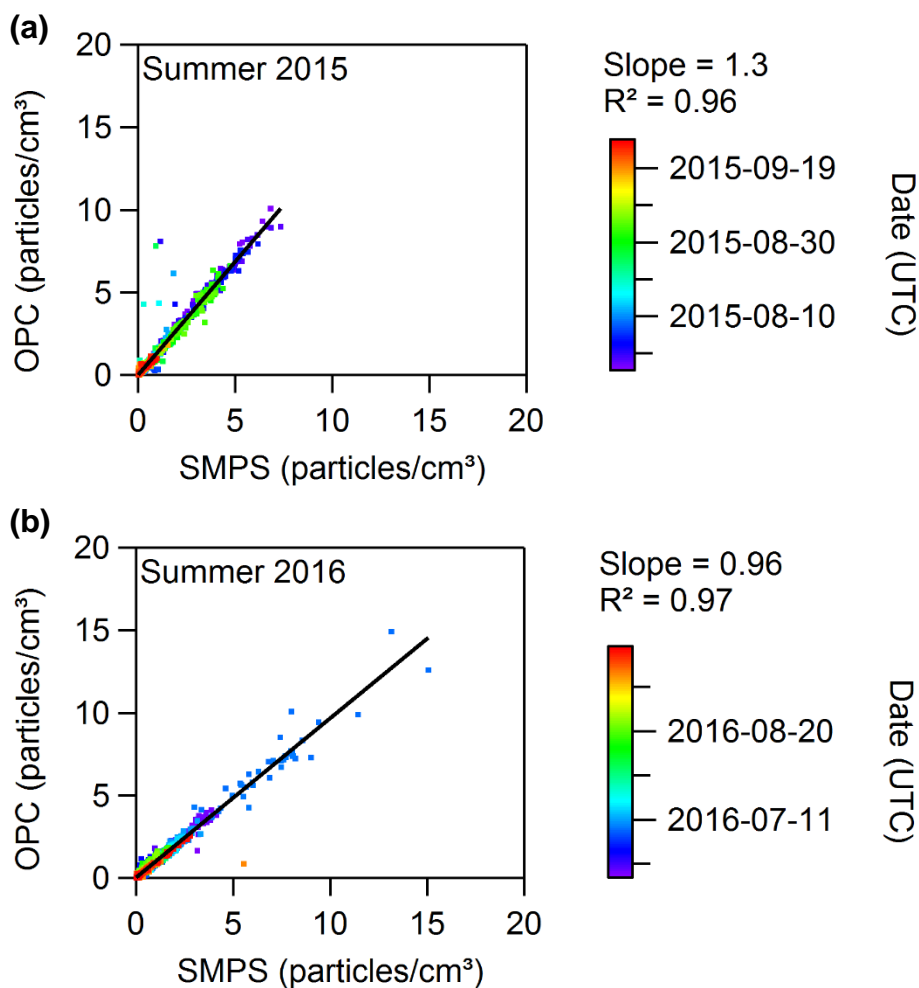 (a)
Summer 2015
20
15
10
5
0
OPC (particles/cm³)
0 5 10 15 20
SMPS (particles/cm³)
Slope = 1.3
R² = 0.96
2015-09-19
2015-08-30
2015-08-10
Date (UTC)
(b)
Summer 2016
20
15
10
5
0
OPC (particles/cm³)
0 5 10 15 20
SMPS (particles/cm³)
Slope = 0.96
R² = 0.97
2016-08-20
2016-07-11
Date (UTC)